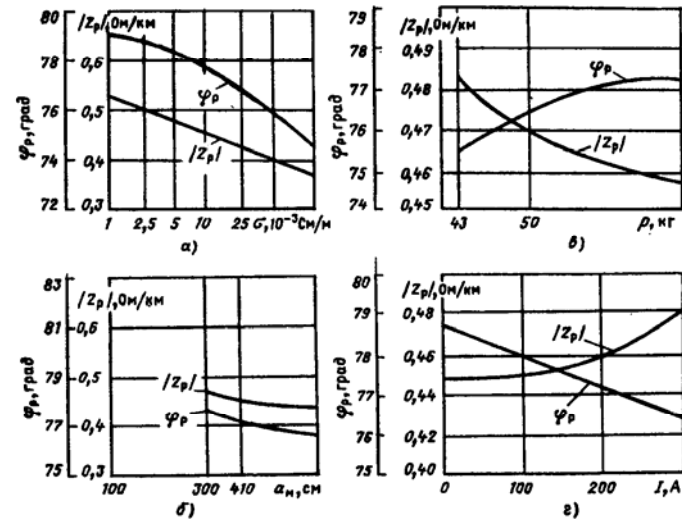 80
78
76
74
72
φр, град
/Zр/, Ом/км
0,6
0,5
0,4
0,3
φр
/Zр/
1 2,5 5 10 25 G,10⁻³См/м
а)
79
78
77
76
75
74
φр, град
/Zр/, Ом/км
0,49
0,48
0,47
0,46
0,45
φр
/Zр/
43 50 р, кг
в)
83
81
79
77
75
φр, град
/Zр/, Ом/км
0,6
0,5
0,4
0,3
/Zр/
φр
100 300 410 aн, см
б)
80
79
78
77
76
75
φр, град
/Zр/, Ом/км
0,48
0,46
0,44
0,42
0,40
/Zр/
φр
0 100 200 I, А
г)